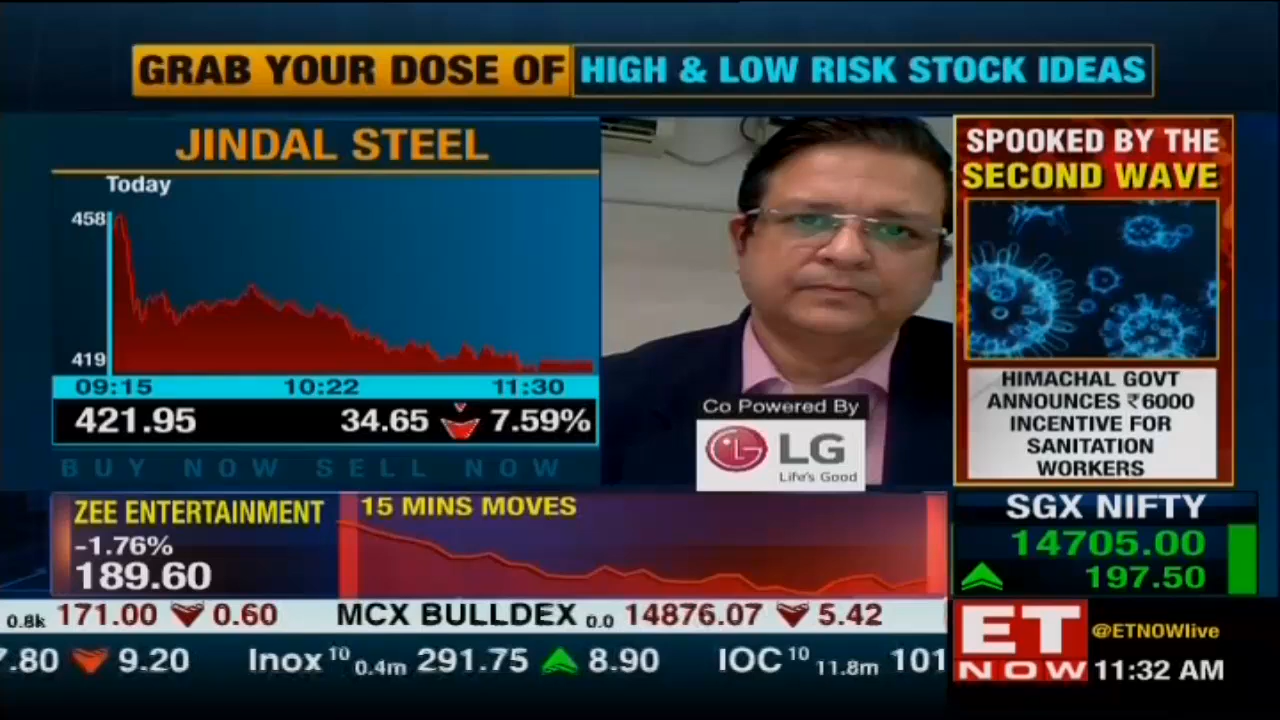 GRAB YOUR DOSE OF HIGH & LOW RISK STOCK IDEAS
JINDAL STEEL
Today
458
419
09:15 10:22 11:30
421.95 34.65 7.59%
BUY NOW SELL NOW
Co Powered By
LG
Life's Good
SPOOKED BY THE
SECOND WAVE
HIMACHAL GOVT
ANNOUNCES ₹6000
INCENTIVE FOR
SANITATION
WORKERS
ZEE ENTERTAINMENT
-1.76%
189.60
15 MINS MOVES
SGX NIFTY
14705.00
197.50
0.8k 171.00 0.60 MCX BULLDEX 0.0 14876.07 5.42
7.80 9.20 Inox 10 0.4m 291.75 8.90 IOC 10 11.8m 101
ET
NOW
@ETNOWlive
11:32 AM